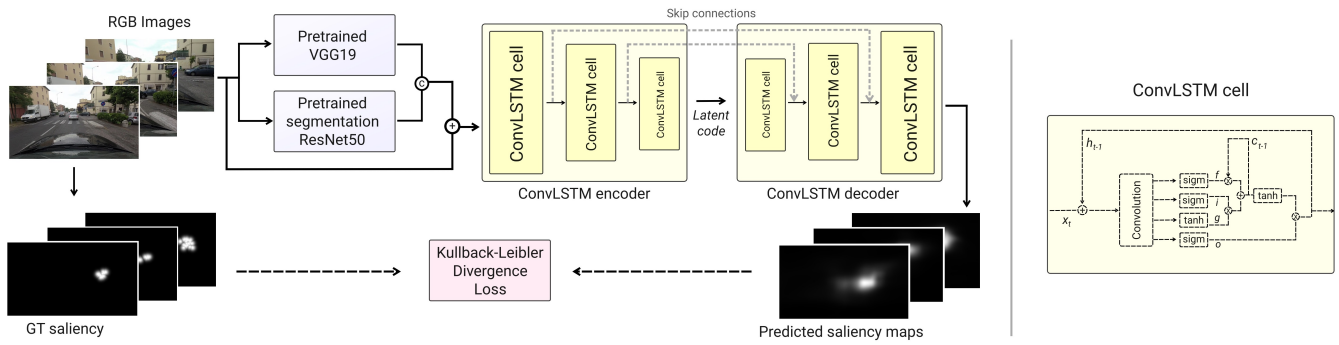 RGB Images
Pretrained
VGG19
Pretrained
segmentation
ResNet50
C
+
Skip connections
ConvLSTM cell
ConvLSTM cell
ConvLSTM cell
ConvLSTM encoder
Latent
code
ConvLSTM cell
ConvLSTM cell
ConvLSTM cell
ConvLSTM decoder
GT saliency
Kullback-Leibler
Divergence
Loss
Predicted saliency maps
ConvLSTM cell
h_{t-1}
c_{t-1}
x_t
+
Convolution
sigm
f
sigm
i
tanh
g
sigm
o
+
tanh